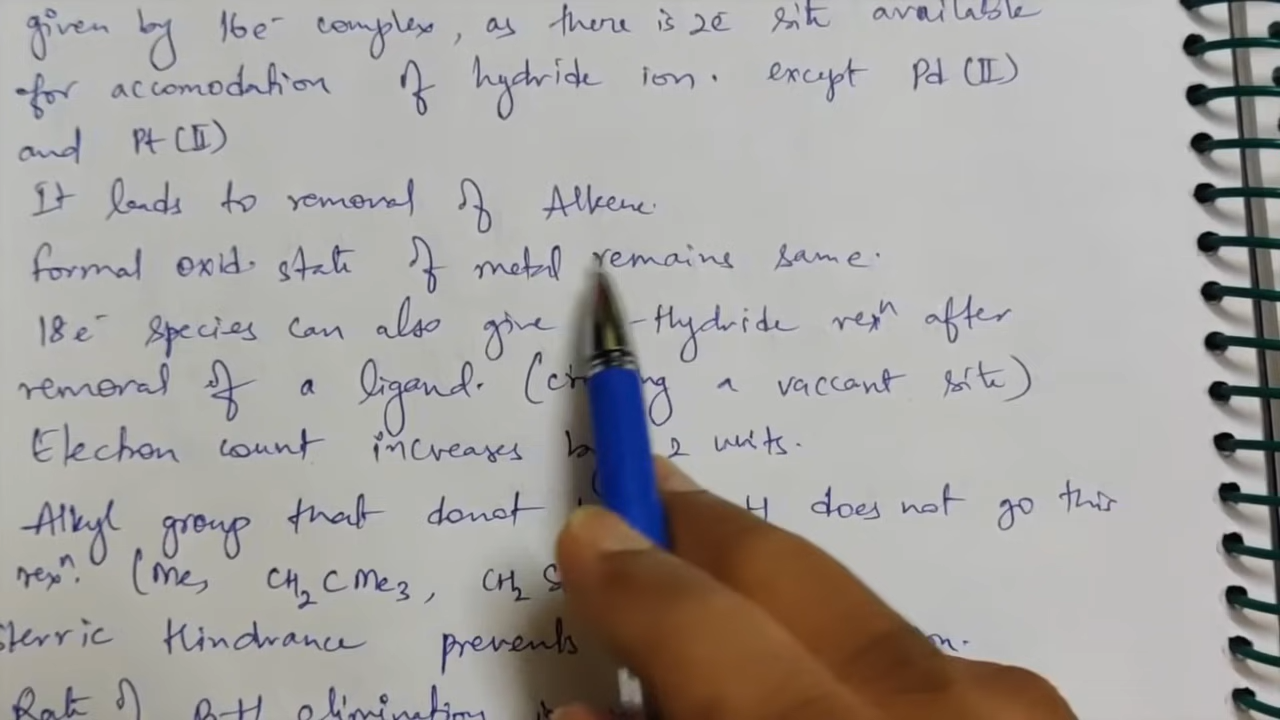 given by 16e⁻ complex, as there is 2e⁻ site available
for accomodation of hydride ion. except Pd (II)
and Pt (II)
It leads to removal of Alkene.
formal oxid. state of metal remains same.
18e⁻ species can also give -Hydride rexⁿ after
removal of a ligand. ( a vaccant site)
Electron count increases 2 units.
Alkyl group that donot H does not go this
rexⁿ. (Me, CH₂CMe₃, CH₂
Sterric Hindrance prevents
Rate of β-H elimination